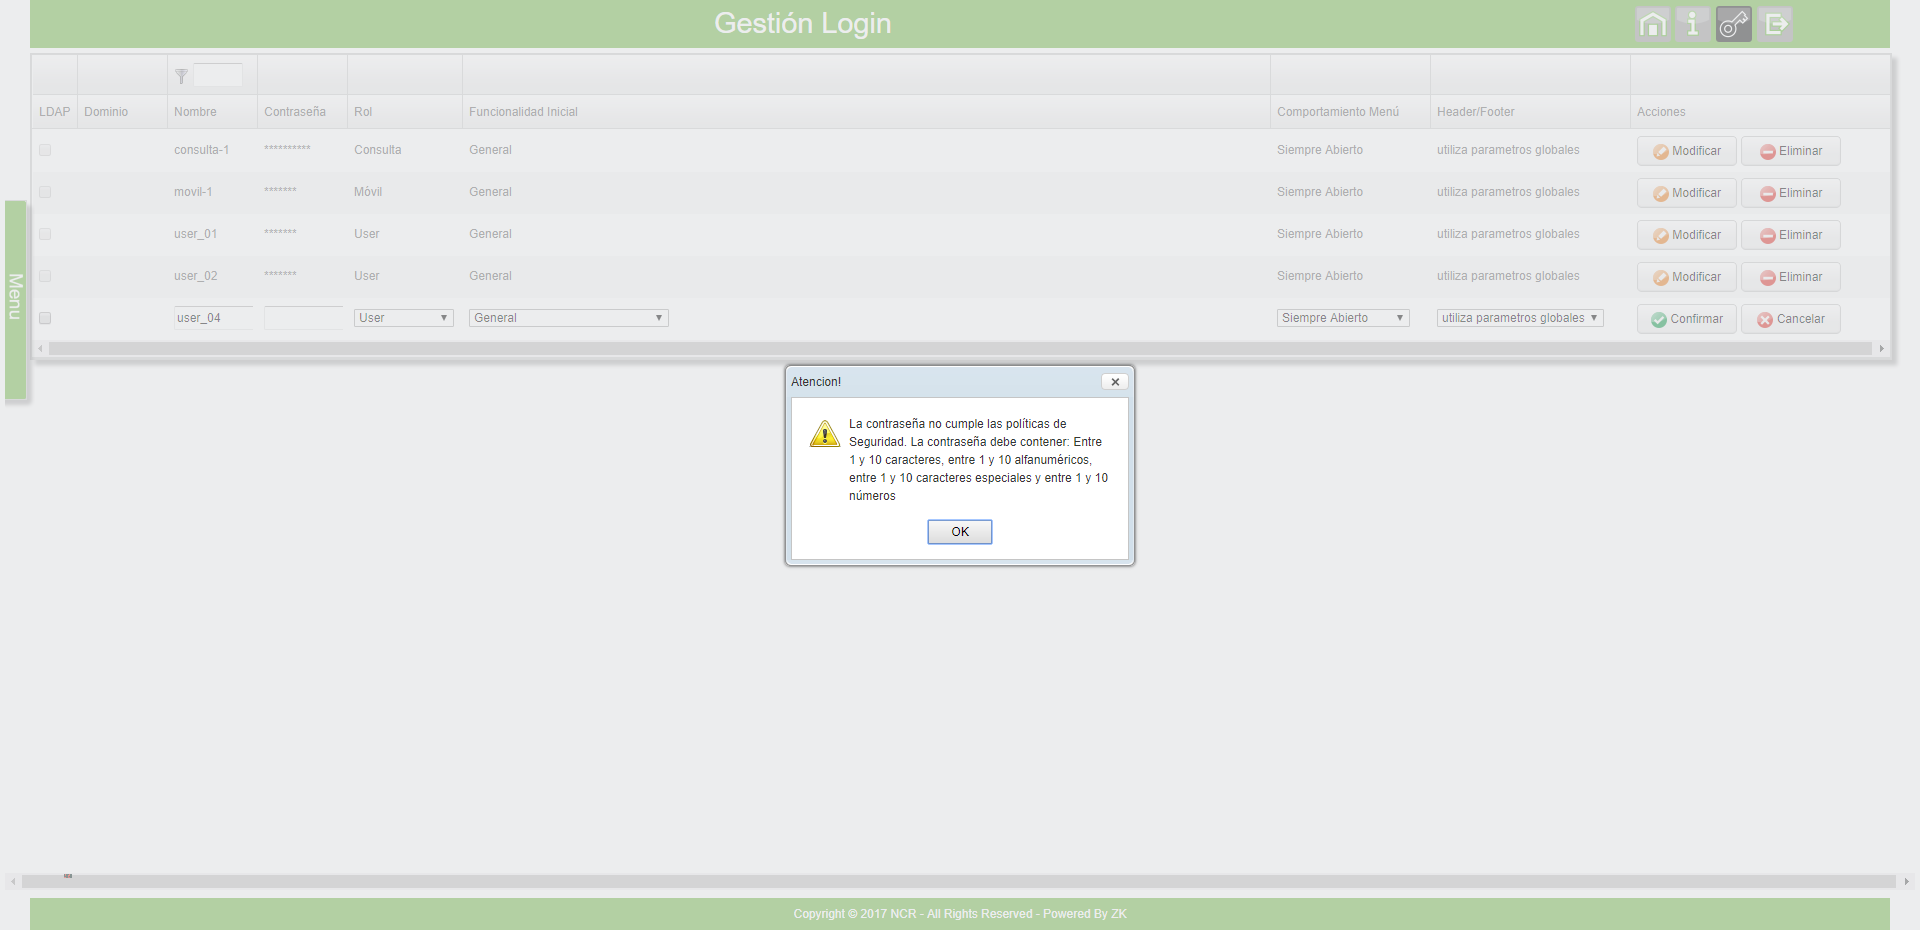 Gestión Login
LDAP Dominio Nombre Contraseña Rol Funcionalidad Inicial Comportamiento Menú Header/Footer Acciones
consulta-1 ********** Consulta General Siempre Abierto utiliza parametros globales Modificar Eliminar
movil-1 ******* Móvil General Siempre Abierto utiliza parametros globales Modificar Eliminar
user_01 ******* User General Siempre Abierto utiliza parametros globales Modificar Eliminar
user_02 ******* User General Siempre Abierto utiliza parametros globales Modificar Eliminar
user_04 User General Siempre Abierto utiliza parametros globales Confirmar Cancelar
Menu
Atencion!
La contraseña no cumple las políticas de
Seguridad. La contraseña debe contener: Entre
1 y 10 caracteres, entre 1 y 10 alfanuméricos,
entre 1 y 10 caracteres especiales y entre 1 y 10
números
OK
Copyright © 2017 NCR - All Rights Reserved - Powered By ZK